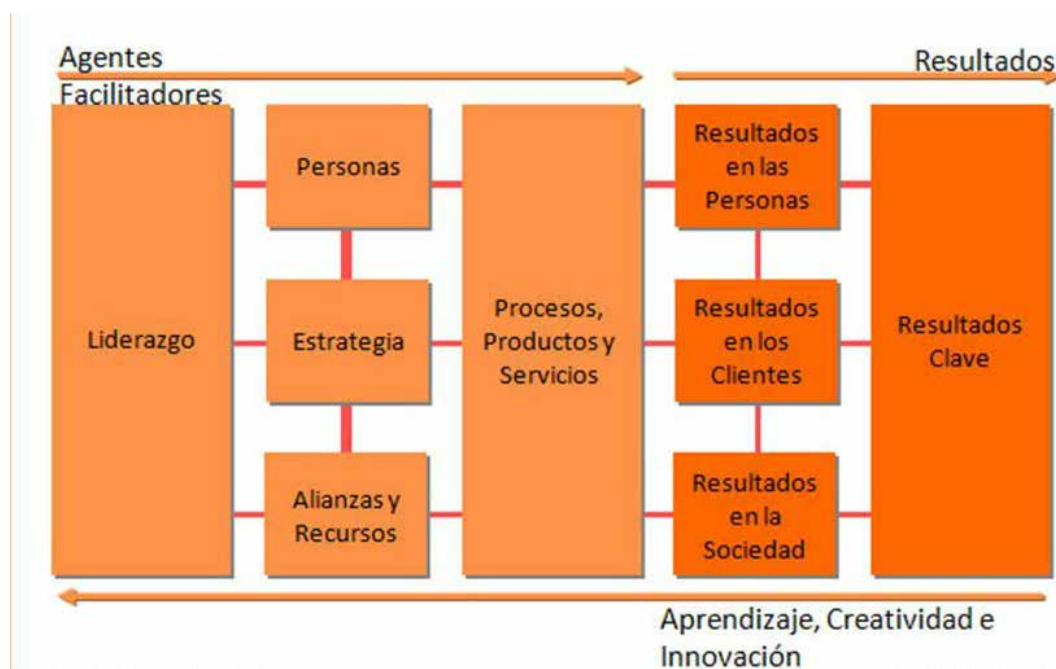 Agentes
Facilitadores
Resultados
Liderazgo
Personas
Estrategia
Alianzas y
Recursos
Procesos,
Productos y
Servicios
Resultados
en las
Personas
Resultados
en los
Clientes
Resultados
en la
Sociedad
Resultados
Clave
Aprendizaje, Creatividad e
Innovación